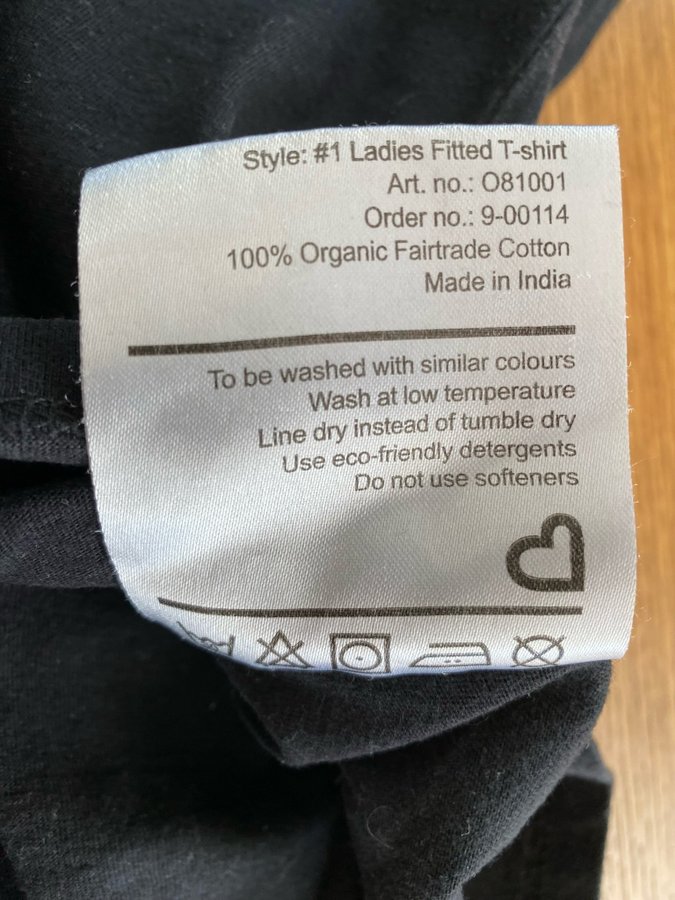 Style: #1 Ladies Fitted T-shirt
Art. no.: O81001
Order no.: 9-00114
100% Organic Fairtrade Cotton
Made in India
To be washed with similar colours
Wash at low temperature
Line dry instead of tumble dry
Use eco-friendly detergents
Do not use softeners